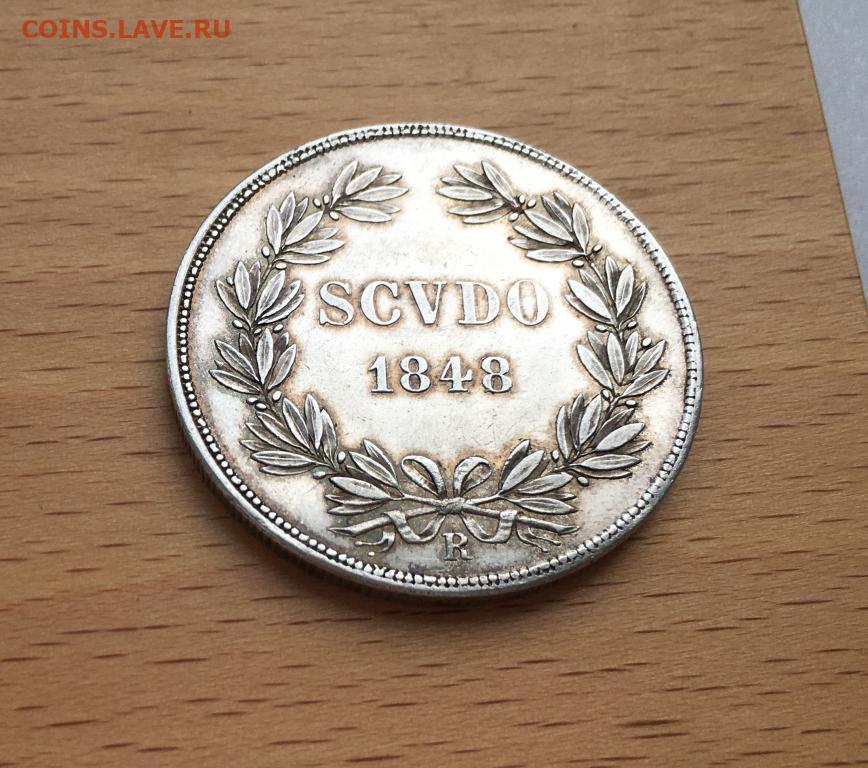 COINS.LAVE.RU
SCVDO
1848
R